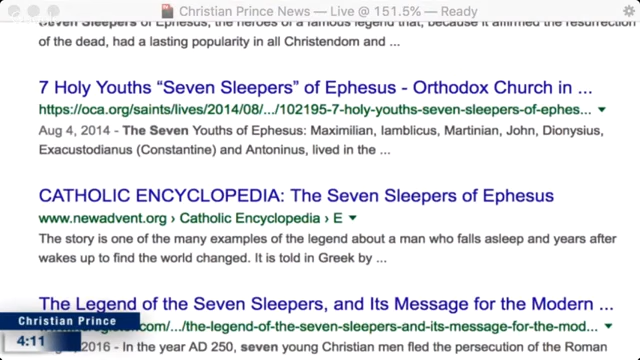 Christian Prince News — Live @ 151.5% — Ready
Seven Sleepers of Ephesus, the heroes of a famous legend that, because it affirmed the resurrection
of the dead, had a lasting popularity in all Christendom and ...
7 Holy Youths “Seven Sleepers” of Ephesus - Orthodox Church in ...
https://oca.org/saints/lives/2014/08/.../102195-7-holy-youths-seven-sleepers-of-ephes...
Aug 4, 2014 - The Seven Youths of Ephesus: Maximilian, Iamblicus, Martinian, John, Dionysius,
Exacustodianus (Constantine) and Antoninus, lived in the ...
CATHOLIC ENCYCLOPEDIA: The Seven Sleepers of Ephesus
www.newadvent.org › Catholic Encyclopedia › E
The story is one of the many examples of the legend about a man who falls asleep and years after
wakes up to find the world changed. It is told in Greek by ...
The Legend of the Seven Sleepers, and Its Message for the Modern ...
Christian Prince
.com/.../the-legend-of-the-seven-sleepers-and-its-message-for-the-mod...
4:11
2016 - In the year AD 250, seven young Christian men fled the persecution of the Roman